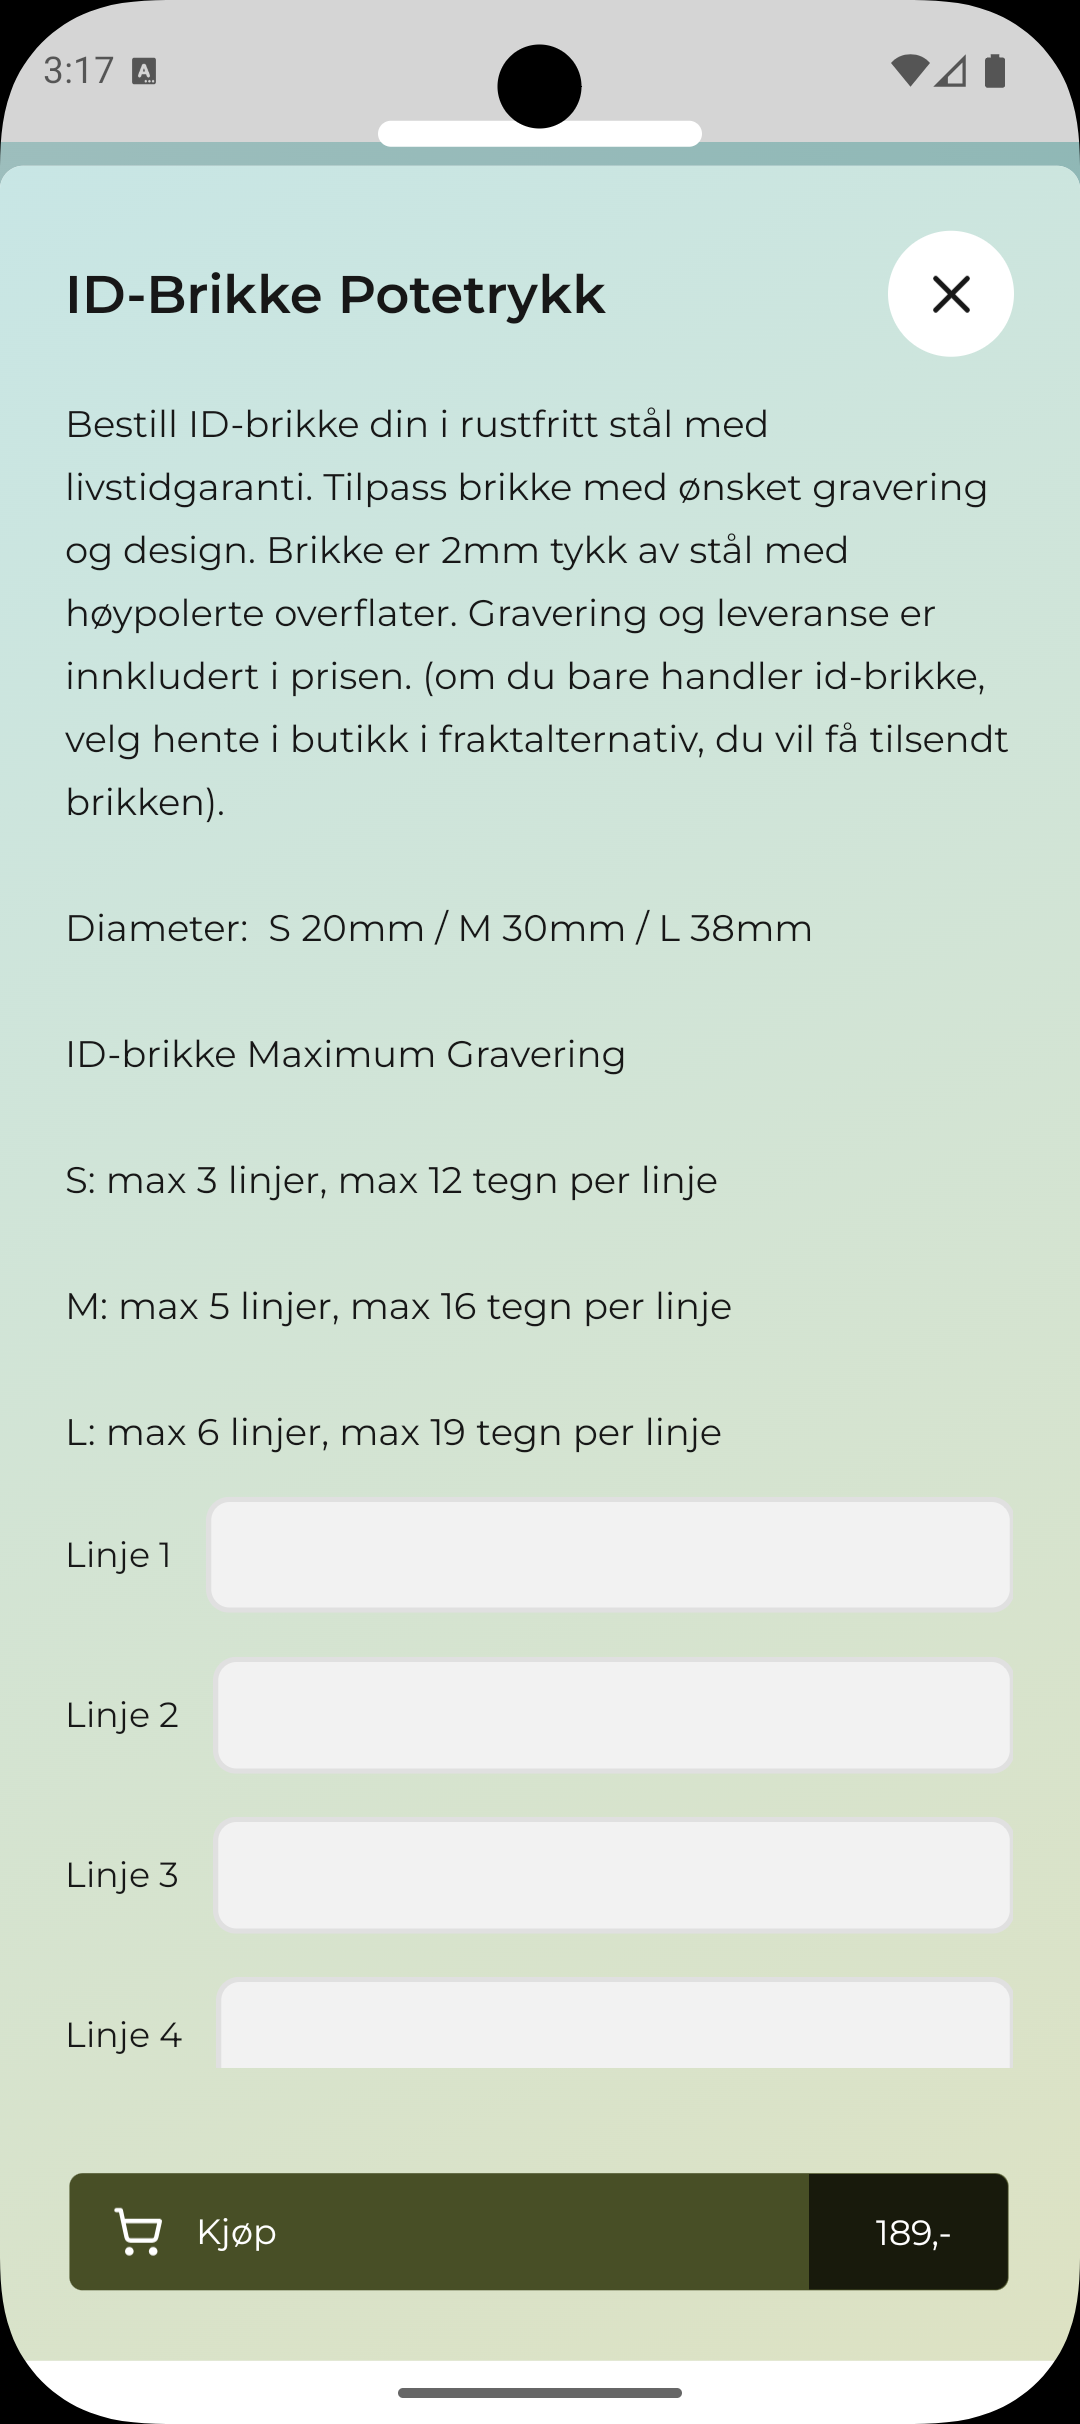 3:17
ID-Brikke Potetrykk
Bestill ID-brikke din i rustfritt stål med
livstidgaranti. Tilpass brikke med ønsket gravering
og design. Brikke er 2mm tykk av stål med
høypolerte overflater. Gravering og leveranse er
innkludert i prisen. (om du bare handler id-brikke,
velg hente i butikk i fraktalternativ, du vil få tilsendt
brikken).
Diameter:  S 20mm / M 30mm / L 38mm
ID-brikke Maximum Gravering
S: max 3 linjer, max 12 tegn per linje
M: max 5 linjer, max 16 tegn per linje
L: max 6 linjer, max 19 tegn per linje
Linje 1
Linje 2
Linje 3
Linje 4
Kjøp 189,-